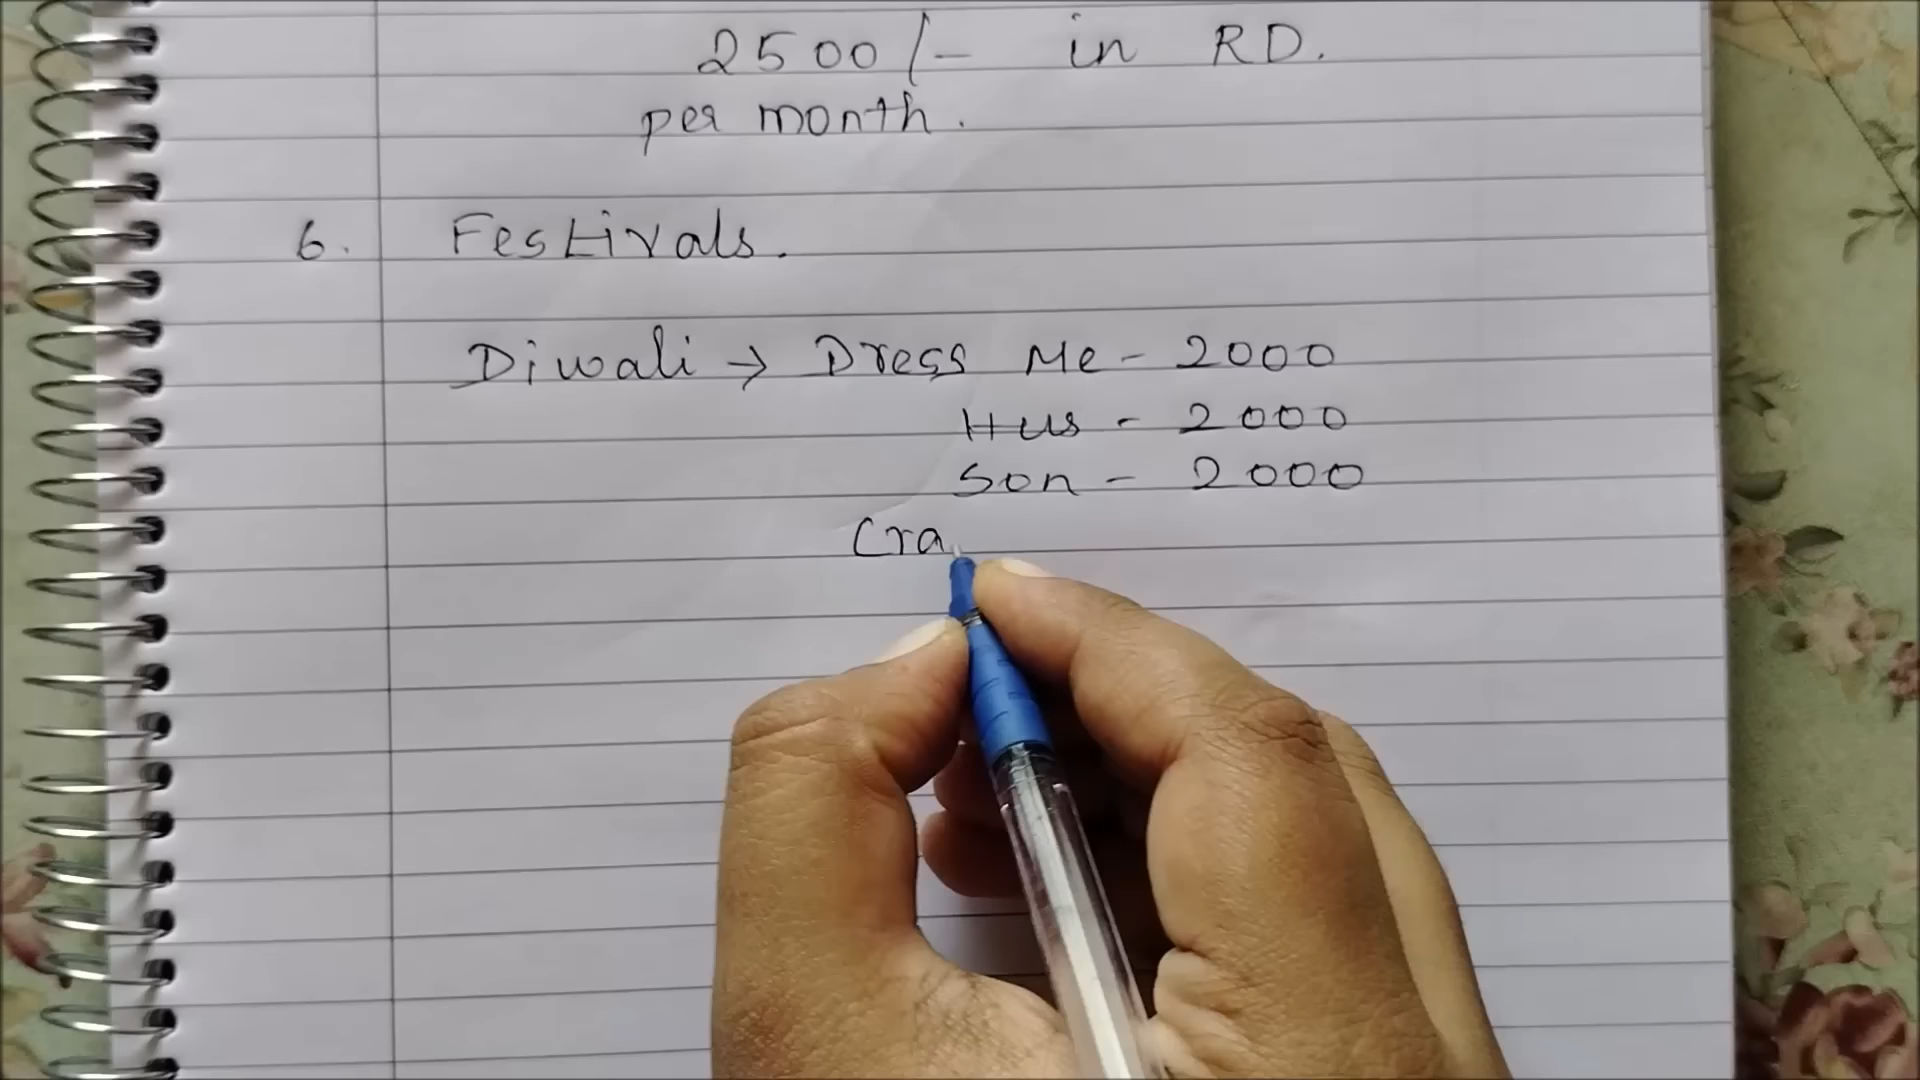 2500/- in RD.
per month.
6. Festivals.
Diwali → Dress Me - 2000
Hus - 2000
Son - 2000
Cra